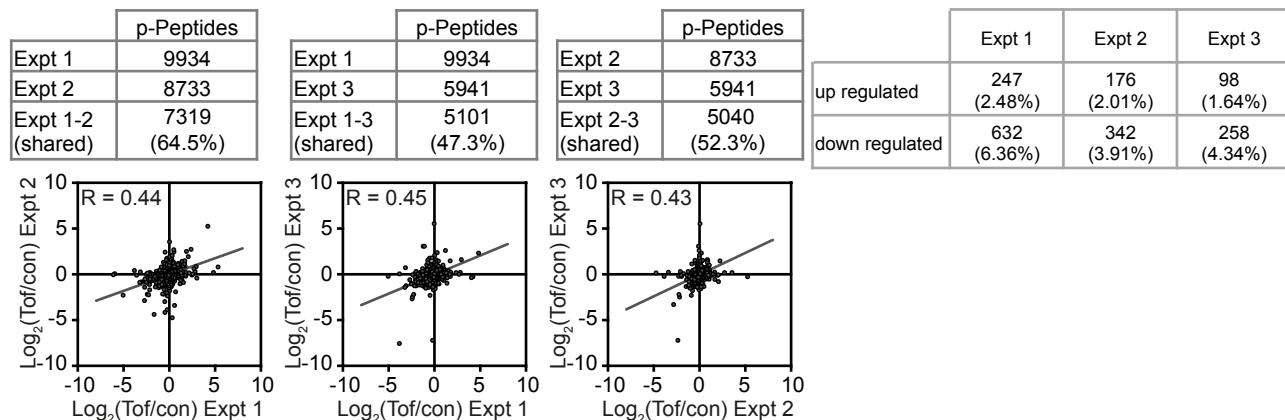 p-Peptides
Expt 1 9934
Expt 2 8733
Expt 1-2 (shared) 7319 (64.5%)
p-Peptides
Expt 1 9934
Expt 3 5941
Expt 1-3 (shared) 5101 (47.3%)
p-Peptides
Expt 2 8733
Expt 3 5941
Expt 2-3 (shared) 5040 (52.3%)
Expt 1 Expt 2 Expt 3
up regulated 247 (2.48%) 176 (2.01%) 98 (1.64%)
down regulated 632 (6.36%) 342 (3.91%) 258 (4.34%)
Log2(Tof/con) Expt 2
10
5
0
-5
-10
R = 0.44
-10 -5 0 5 10
Log2(Tof/con) Expt 1
Log2(Tof/con) Expt 3
10
5
0
-5
-10
R = 0.45
-10 -5 0 5 10
Log2(Tof/con) Expt 1
Log2(Tof/con) Expt 3
10
5
0
-5
-10
R = 0.43
-10 -5 0 5 10
Log2(Tof/con) Expt 2